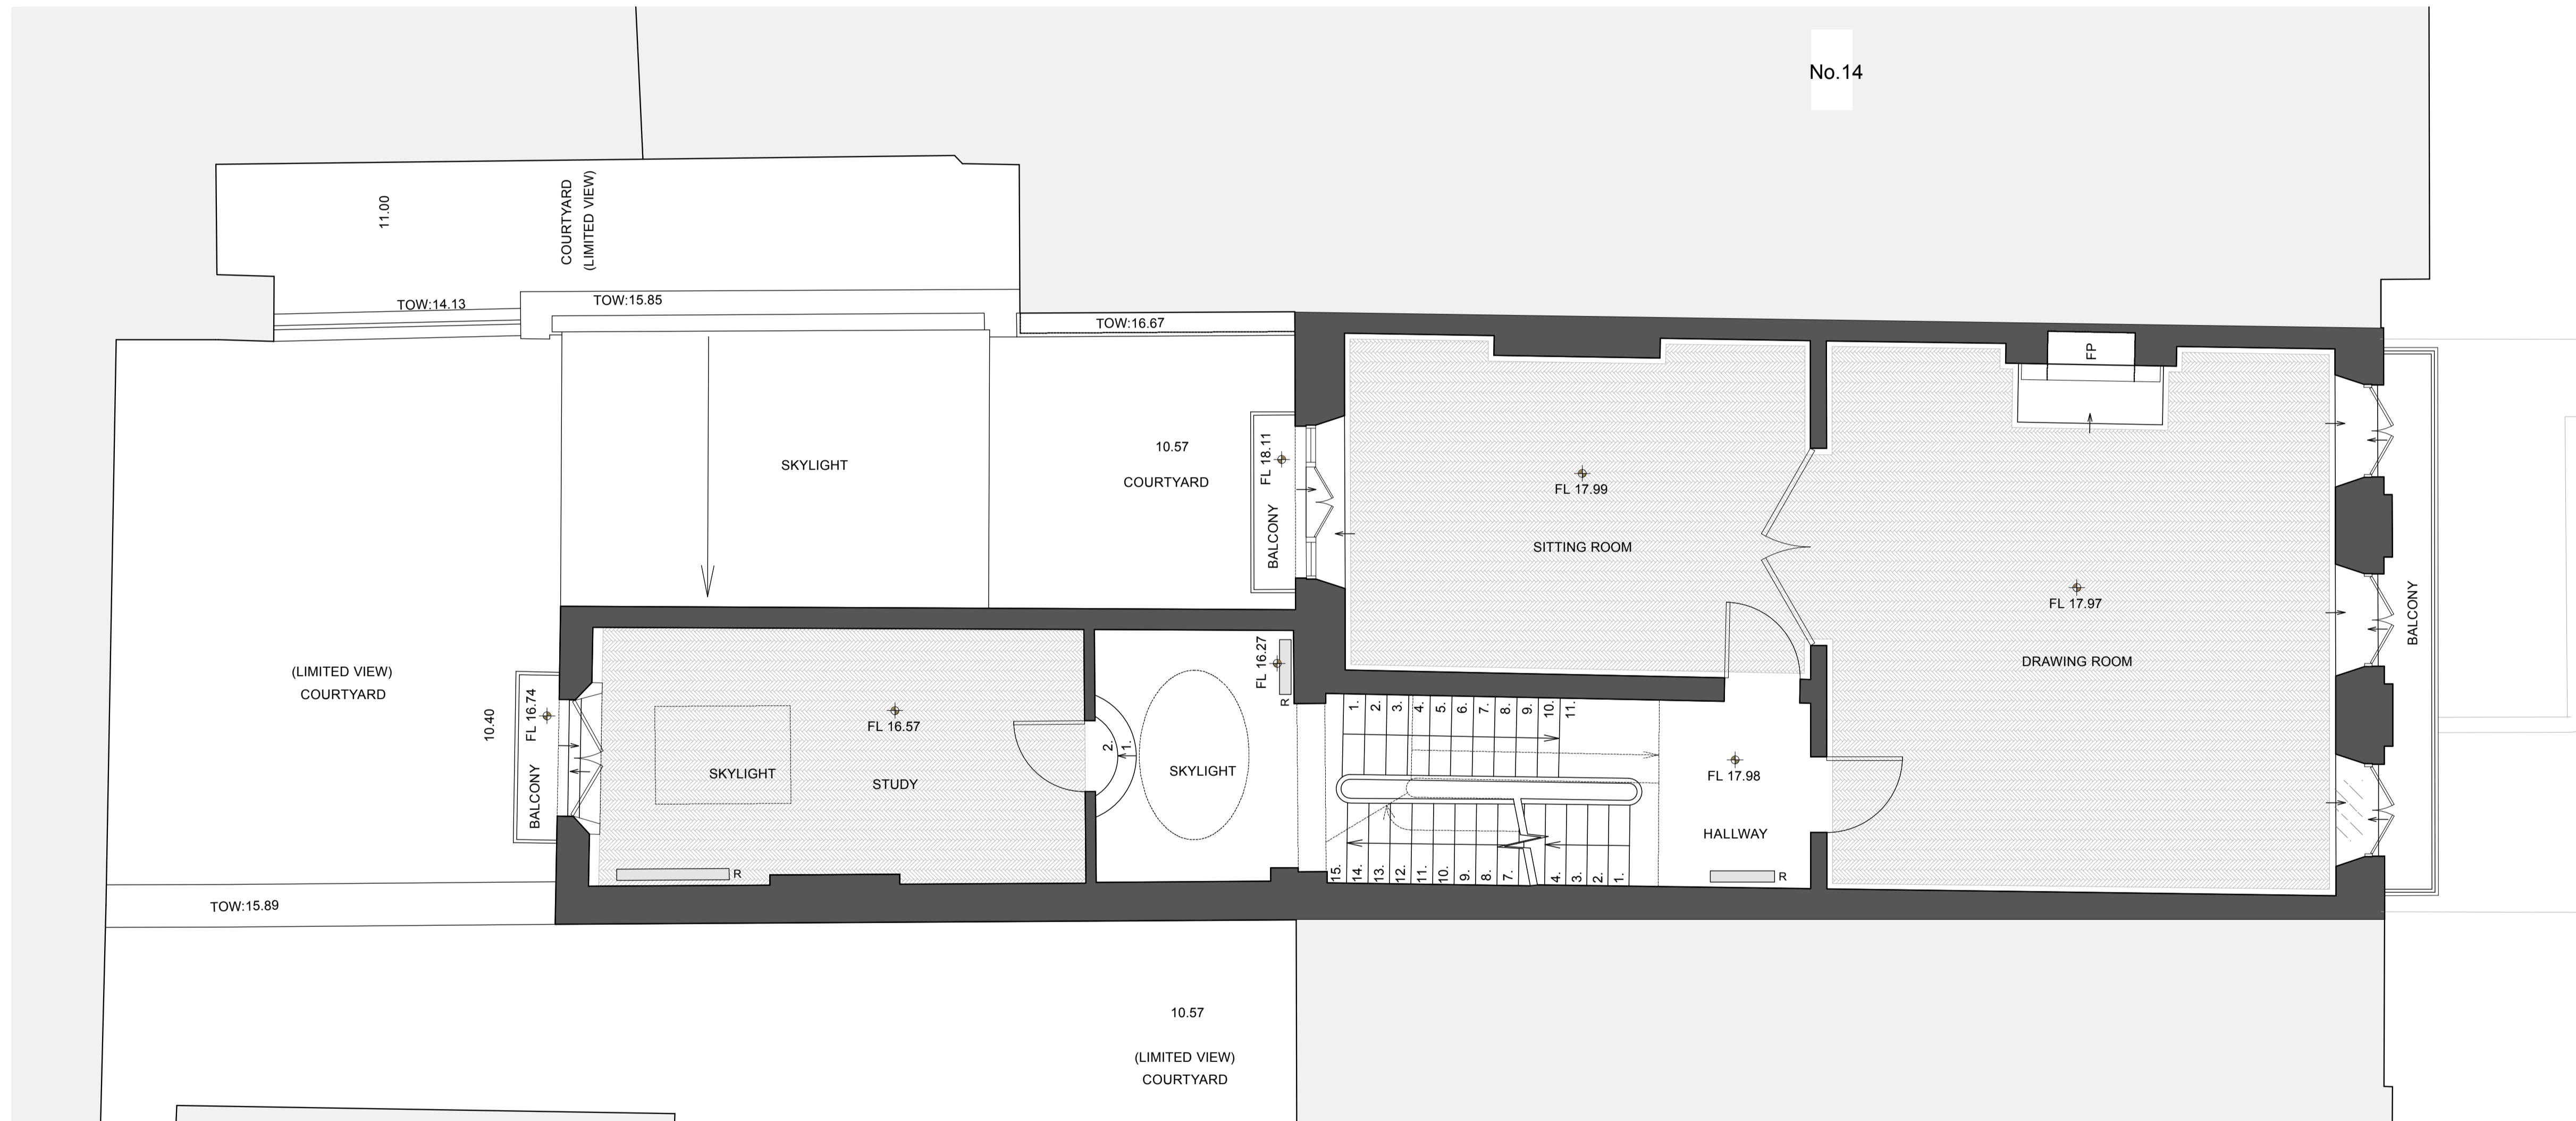 No.14
11.00
COURTYARD
(LIMITED VIEW)
TOW:14.13
TOW:15.85
TOW:16.67
SKYLIGHT
10.57
COURTYARD
FL 18.11
BALCONY
FL 17.99
SITTING ROOM
FP
FL 17.97
DRAWING ROOM
BALCONY
(LIMITED VIEW)
COURTYARD
10.40
FL 16.74
BALCONY
FL 16.57
SKYLIGHT
STUDY
R
2.
1.
SKYLIGHT
FL 16.27
R
1.
2.
3.
4.
5.
6.
7.
8.
9.
10.
11.
15.
14.
13.
12.
11.
10.
9.
8.
7.
4.
3.
2.
1.
FL 17.98
HALLWAY
R
TOW:15.89
10.57
(LIMITED VIEW)
COURTYARD